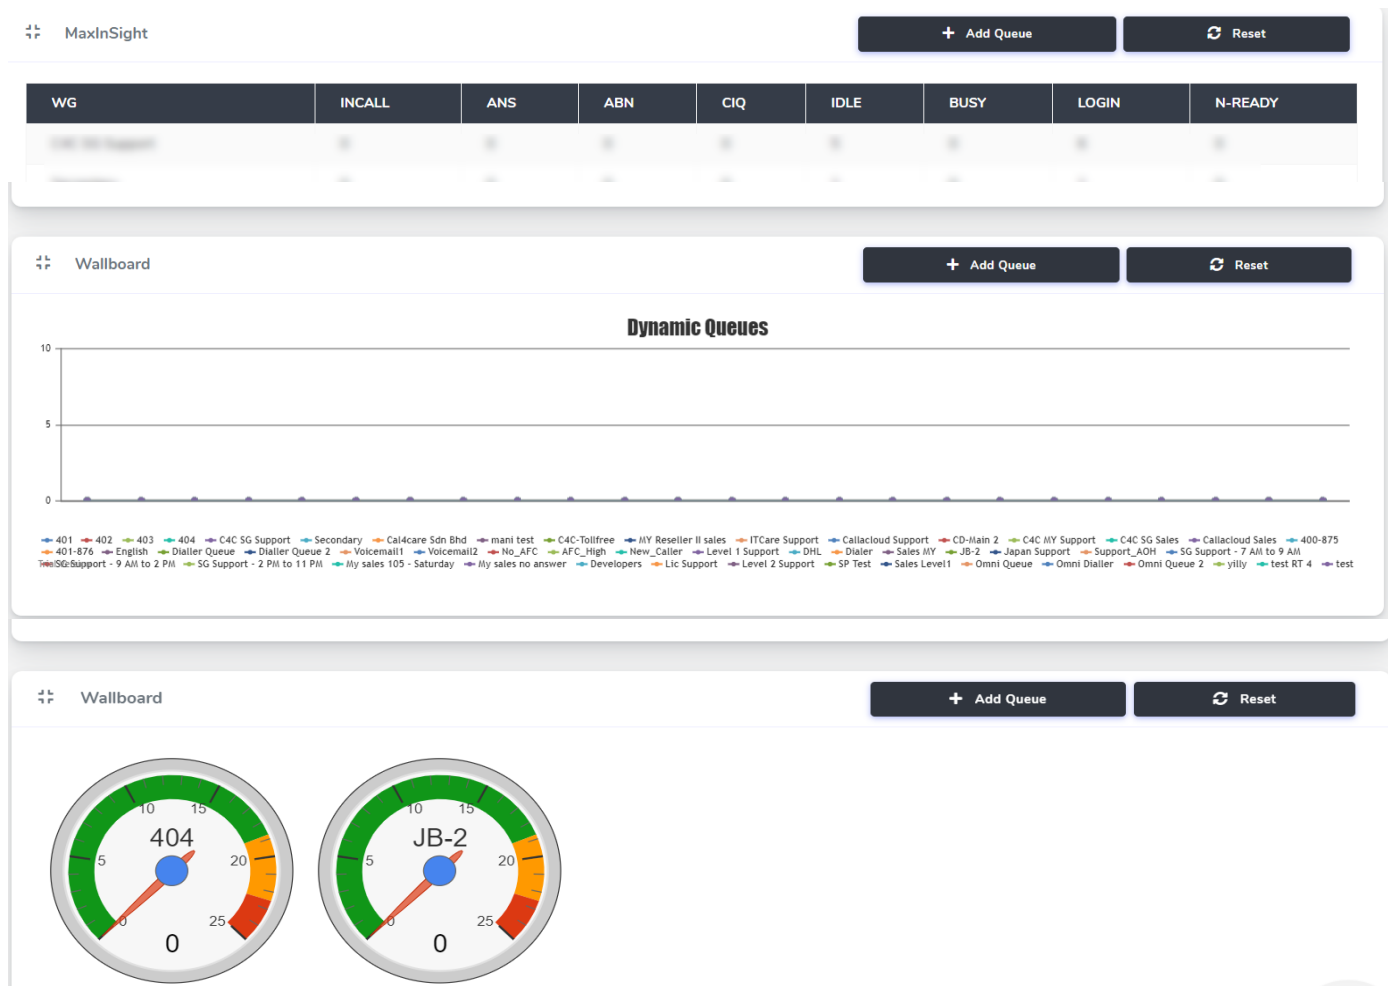 MaxInSight Add Queue Reset
WG INCALL ANS ABN CIQ IDLE BUSY LOGIN N-READY
C4C SG Support
Wallboard Add Queue Reset
Dynamic Queues
10
5
0
401 402 403 404 C4C SG Support Secondary Cal4care Sdn Bhd mani test C4C-Tollfree MY Reseller II sales ITCare Support Callacloud Support CD-Main 2 C4C MY Support C4C SG Sales Callacloud Sales 400-875
401-876 English Dialler Queue Dialler Queue 2 Voicemail1 Voicemail2 No_AFC AFC_High New_Caller Level 1 Support DHL Dialer Sales MY JB-2 Japan Support Support_AOH SG Support - 7 AM to 9 AM
SG Support - 9 AM to 2 PM SG Support - 2 PM to 11 PM My sales 105 - Saturday My sales no answer Developers Lic Support Level 2 Support SP Test Sales Level1 Omni Queue Omni Dialler Omni Queue 2 yilly test RT 4 test
Wallboard Add Queue Reset
10 15 10 15
404 JB-2
5 20 5 20
0 25 0 25
0 0